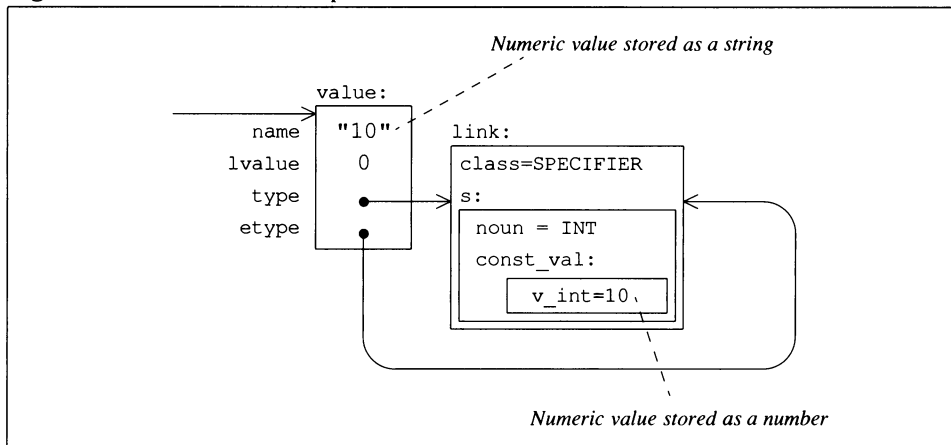 Numeric value stored as a string
value:
name "10"
link:
lvalue 0
class=SPECIFIER
type
s:
etype
noun = INT
const_val:
v_int=10
Numeric value stored as a number